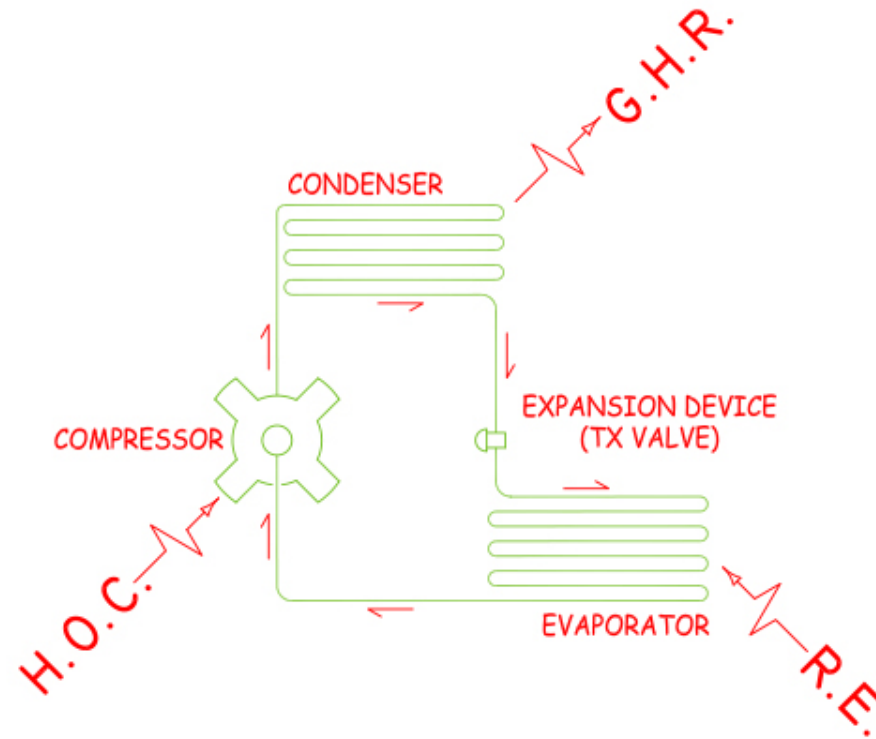 G.H.R.
CONDENSER
EXPANSION DEVICE
(TX VALVE)
COMPRESSOR
H.O.C.
EVAPORATOR
R.E.